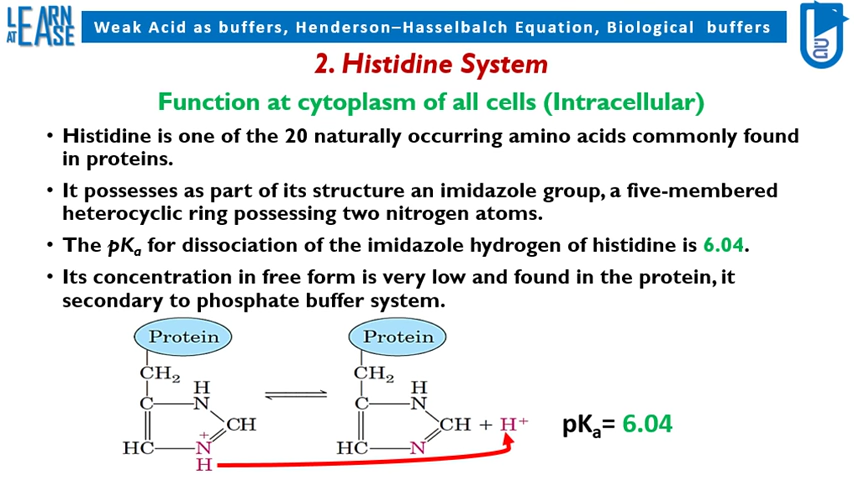 LEARN
AT EASE
Weak Acid as buffers, Henderson–Hasselbalch Equation, Biological buffers
2. Histidine System
Function at cytoplasm of all cells (Intracellular)
• Histidine is one of the 20 naturally occurring amino acids commonly found
in proteins.
• It possesses as part of its structure an imidazole group, a five-membered
heterocyclic ring possessing two nitrogen atoms.
• The pKa for dissociation of the imidazole hydrogen of histidine is 6.04.
• Its concentration in free form is very low and found in the protein, it
secondary to phosphate buffer system.
Protein Protein
CH2 CH2
H H
C N C N
CH CH + H+ pKa= 6.04
+
HC N HC N
H